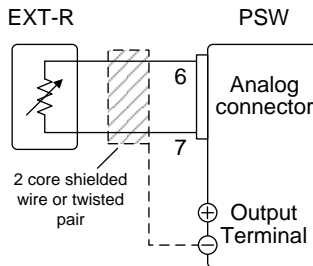 EXT-R
PSW
6
7
Analog
connector
2 core shielded
wire or twisted
pair
Output
Terminal